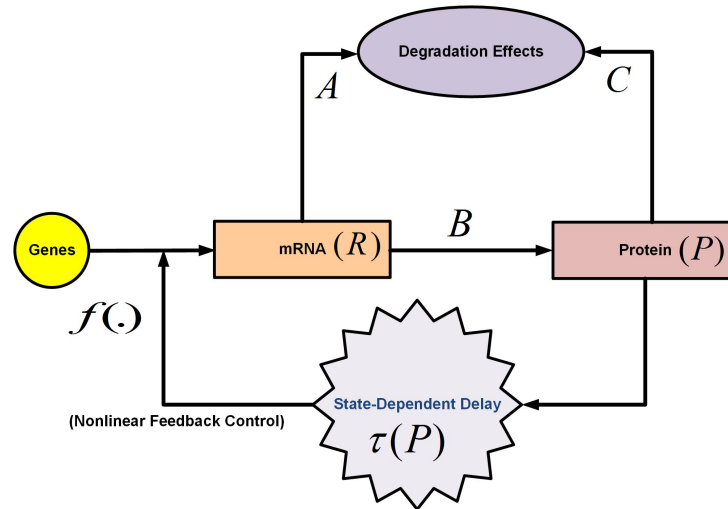 Degradation Effects
A
C
Genes
mRNA (R)
B
Protein (P)
f(.)
State-Dependent Delay
(Nonlinear Feedback Control)
τ(P)